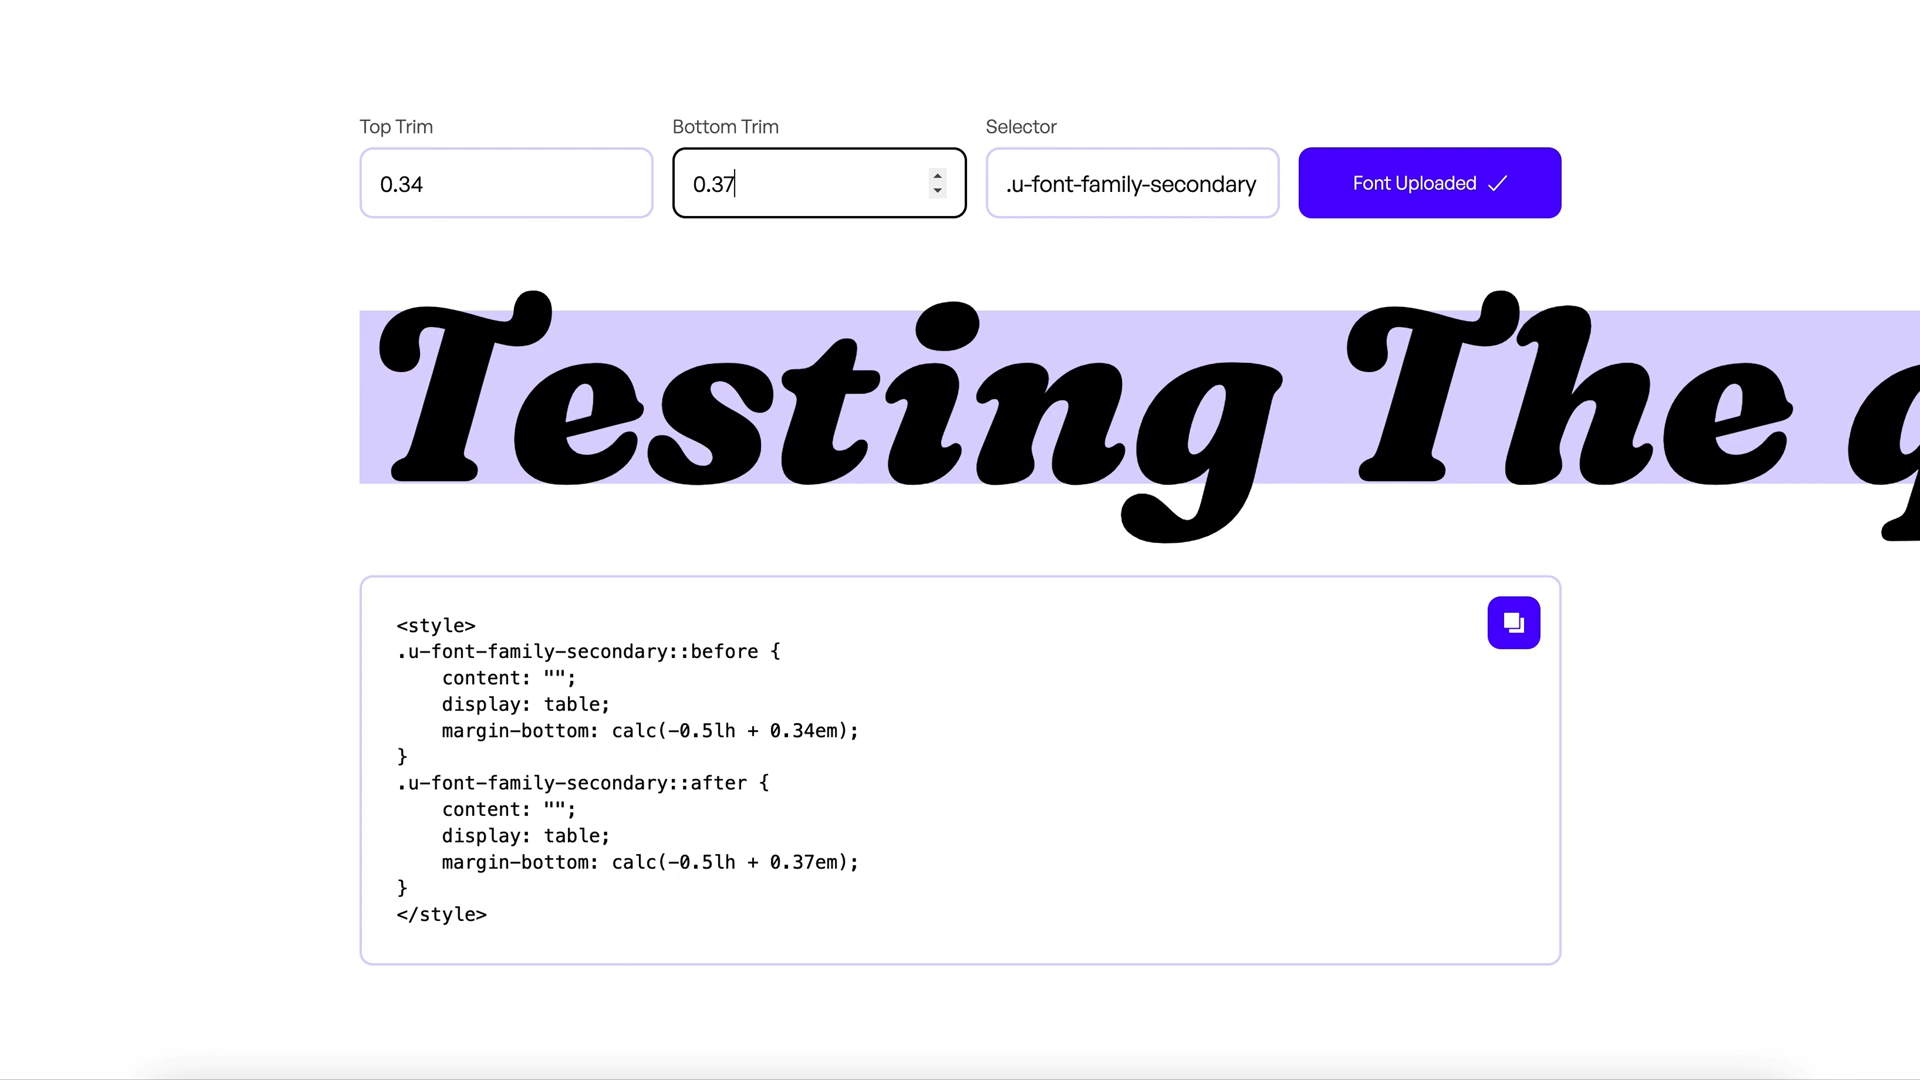 Top Trim
Bottom Trim
Selector
0.34
0.37
.u-font-family-secondary
Font Uploaded
Testing The
<style>
.u-font-family-secondary::before {
    content: "";
    display: table;
    margin-bottom: calc(-0.5lh + 0.34em);
}
.u-font-family-secondary::after {
    content: "";
    display: table;
    margin-bottom: calc(-0.5lh + 0.37em);
}
</style>